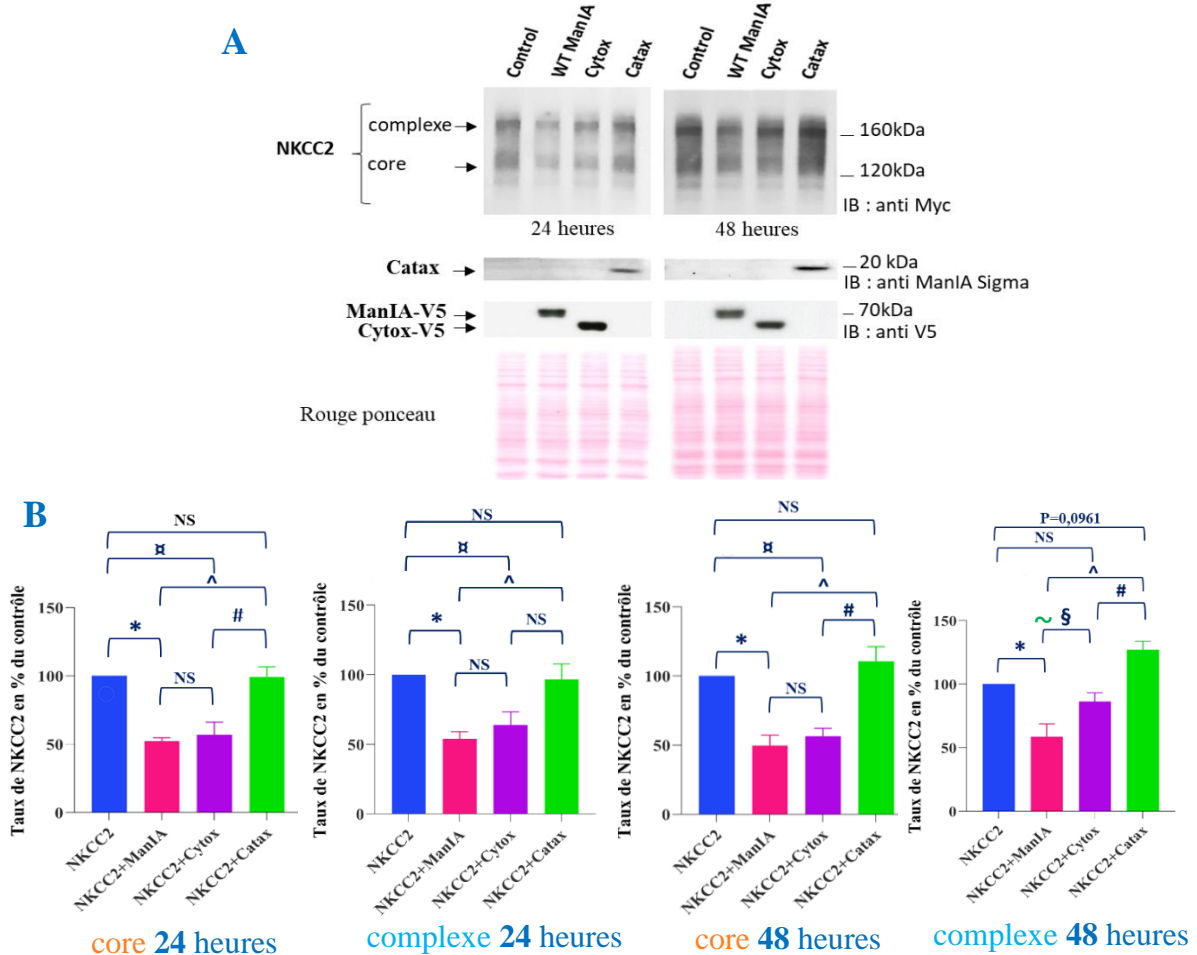 A
Control
WT ManIA
Cytox
Catax
Control
WT ManIA
Cytox
Catax
NKCC2
complexe
core
160kDa
120kDa
IB : anti Myc
24 heures
48 heures
Catax
20 kDa
IB : anti ManIA Sigma
ManIA-V5
Cytox-V5
70kDa
IB : anti V5
Rouge ponceau
B
NS
¤
^
*
#
NS
150
100
50
0
Taux de NKCC2 en % du contrôle
NKCC2
NKCC2+ManIA
NKCC2+Cytox
NKCC2+Catax
core 24 heures
NS
¤
^
*
NS
NS
150
100
50
0
Taux de NKCC2 en % du contrôle
NKCC2
NKCC2+ManIA
NKCC2+Cytox
NKCC2+Catax
complexe 24 heures
NS
¤
^
#
*
NS
150
100
50
0
Taux de NKCC2 en % du contrôle
NKCC2
NKCC2+ManIA
NKCC2+Cytox
NKCC2+Catax
core 48 heures
P=0,0961
NS
^
#
~ §
*
150
100
50
0
Taux de NKCC2 en % du contrôle
NKCC2
NKCC2+ManIA
NKCC2+Cytox
NKCC2+Catax
complexe 48 heures